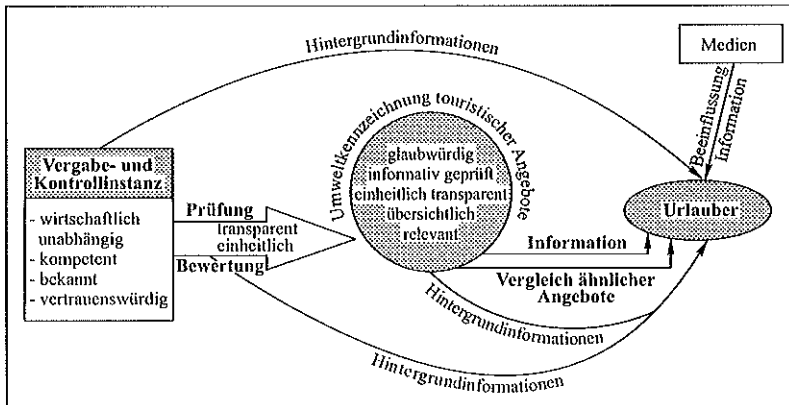 Hintergrundinformationen
Medien
Beeinflussung
Information
Umweltkennzeichnung touristischer Angebote
Vergabe- und
Kontrollinstanz
- wirtschaftlich
unabhängig
- kompetent
- bekannt
- vertrauenswürdig
Prüfung
transparent
einheitlich
Bewertung
glaubwürdig
informativ geprüft
einheitlich transparent
übersichtlich
relevant
Urlauber
Information
Vergleich ähnlicher
Angebote
Hintergrundinformationen
Hintergrundinformationen